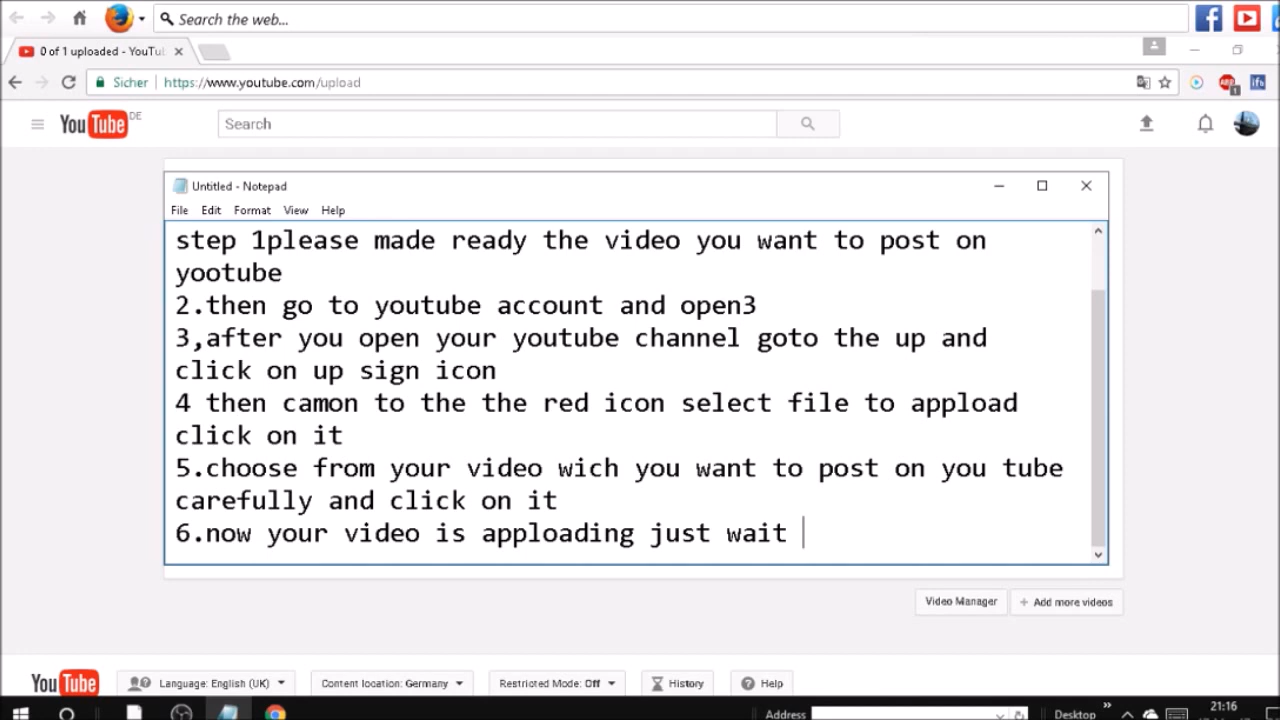 Search the web...
0 of 1 uploaded - YouTu
Sicher https://www.youtube.com/upload
YouTube DE Search
Untitled - Notepad
File Edit Format View Help
step 1please made ready the video you want to post on
yootube
2.then go to youtube account and open3
3,after you open your youtube channel goto the up and
click on up sign icon
4 then camon to the the red icon select file to appload
click on it
5.choose from your video wich you want to post on you tube
carefully and click on it
6.now your video is apploading just wait
Video Manager + Add more videos
YouTube Language: English (UK) Content location: Germany Restricted Mode: Off History Help
21:16
Address Desktop